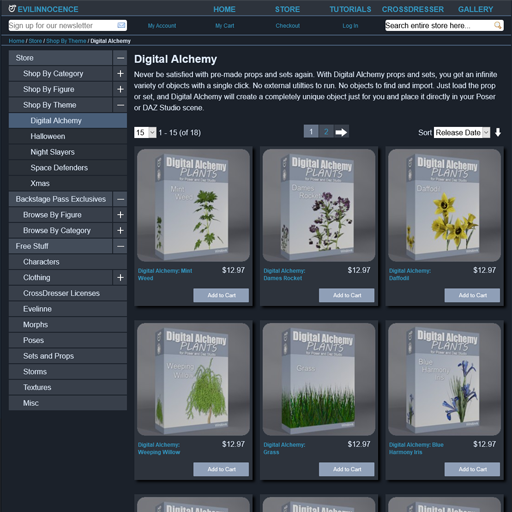 EVILINNOCENCE HOME STORE TUTORIALS CROSSDRESSER GALLERY
Sign up for our newsletter My Account My Cart Checkout Log In Search entire store here...
Home / Store / Shop By Theme / Digital Alchemy
Store
Shop By Category
Shop By Figure
Shop By Theme
Digital Alchemy
Halloween
Night Slayers
Space Defenders
Xmas
Backstage Pass Exclusives
Browse By Figure
Browse By Category
Free Stuff
Characters
Clothing
CrossDresser Licenses
Evelinne
Morphs
Poses
Sets and Props
Storms
Textures
Misc
Digital Alchemy
Never be satisfied with pre-made props and sets again. With Digital Alchemy props and sets, you get an infinite
variety of objects with a single click. No external utilties to run. No objects to find and import. Just load the prop
or set, and Digital Alchemy will create a completely unique object just for you and place it directly in your Poser
or DAZ Studio scene.
15 1 - 15 (of 18) 1 2 Sort Release Date
Digital Alchemy
PLANTS
Mint
Weed
Digital Alchemy
PLANTS
Dames
Rocket
Digital Alchemy
PLANTS
Daffodil
Digital Alchemy: Mint
Weed
$12.97
Add to Cart
Digital Alchemy:
Dames Rocket
$12.97
Add to Cart
Digital Alchemy:
Daffodil
$12.97
Add to Cart
Digital Alchemy
PLANTS
Weeping
Digital Alchemy
PLANTS
Grass
Digital Alchemy
PLANTS
Blue
Harmony
Iris
Digital Alchemy:
Weeping Willow
$12.97
Add to Cart
Digital Alchemy:
Grass
$12.97
Add to Cart
Digital Alchemy: Blue
Harmony Iris
$12.97
Add to Cart
Digital Alchemy
Digital Alchemy
Digital Alchemy